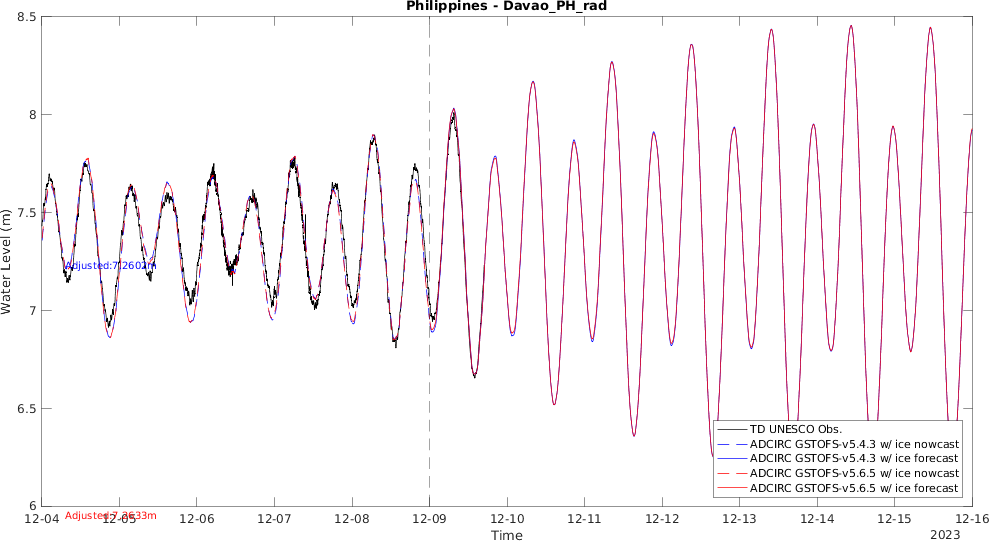 Philippines - Davao_PH_rad
8.5
8
7.5
7
6.5
6
Water Level (m)
Adjusted:7.2602m
Adjusted:7.2633m
TD UNESCO Obs.
ADCIRC GSTOFS-v5.4.3 w/ ice nowcast
ADCIRC GSTOFS-v5.4.3 w/ ice forecast
ADCIRC GSTOFS-v5.6.5 w/ ice nowcast
ADCIRC GSTOFS-v5.6.5 w/ ice forecast
12-04 12-05 12-06 12-07 12-08 12-09 12-10 12-11 12-12 12-13 12-14 12-15 12-16
Time
2023